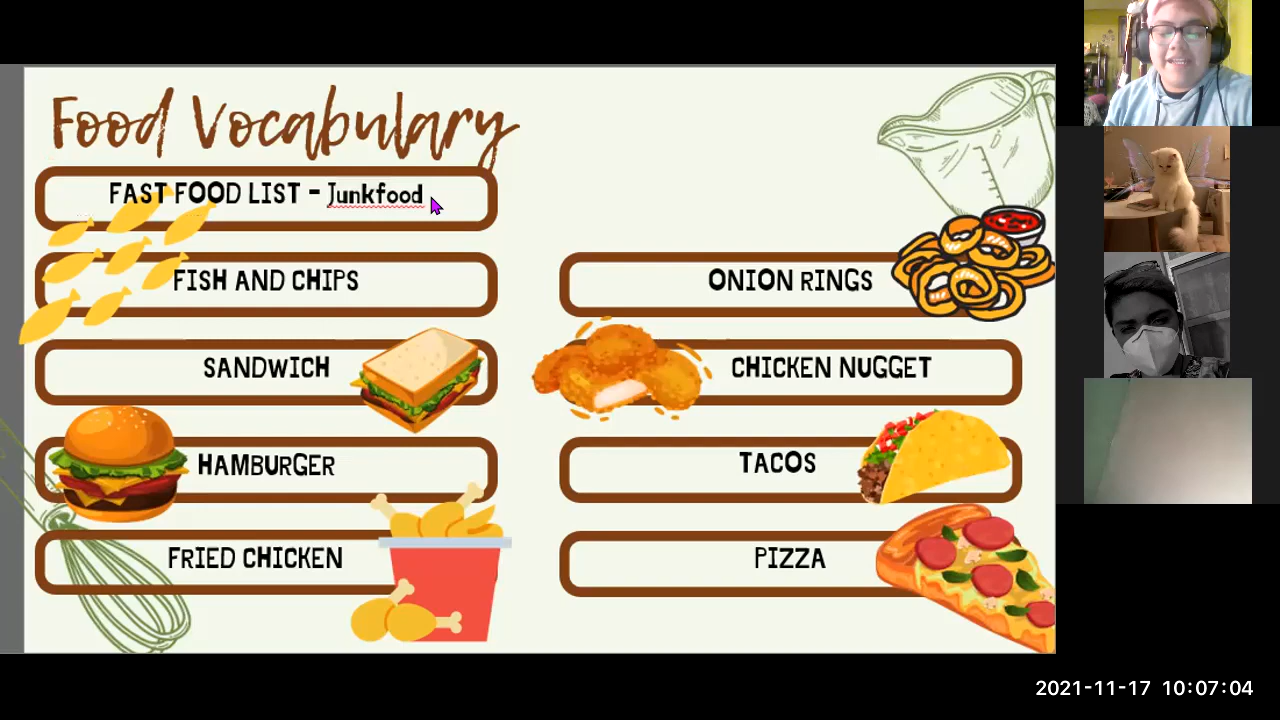 Food Vocabulary
FAST FOOD LIST - Junkfood
FISH AND CHIPS
SANDWICH
HAMBURGER
FRIED CHICKEN
ONION RINGS
CHICKEN NUGGET
TACOS
PIZZA
2021-11-17 10:07:04